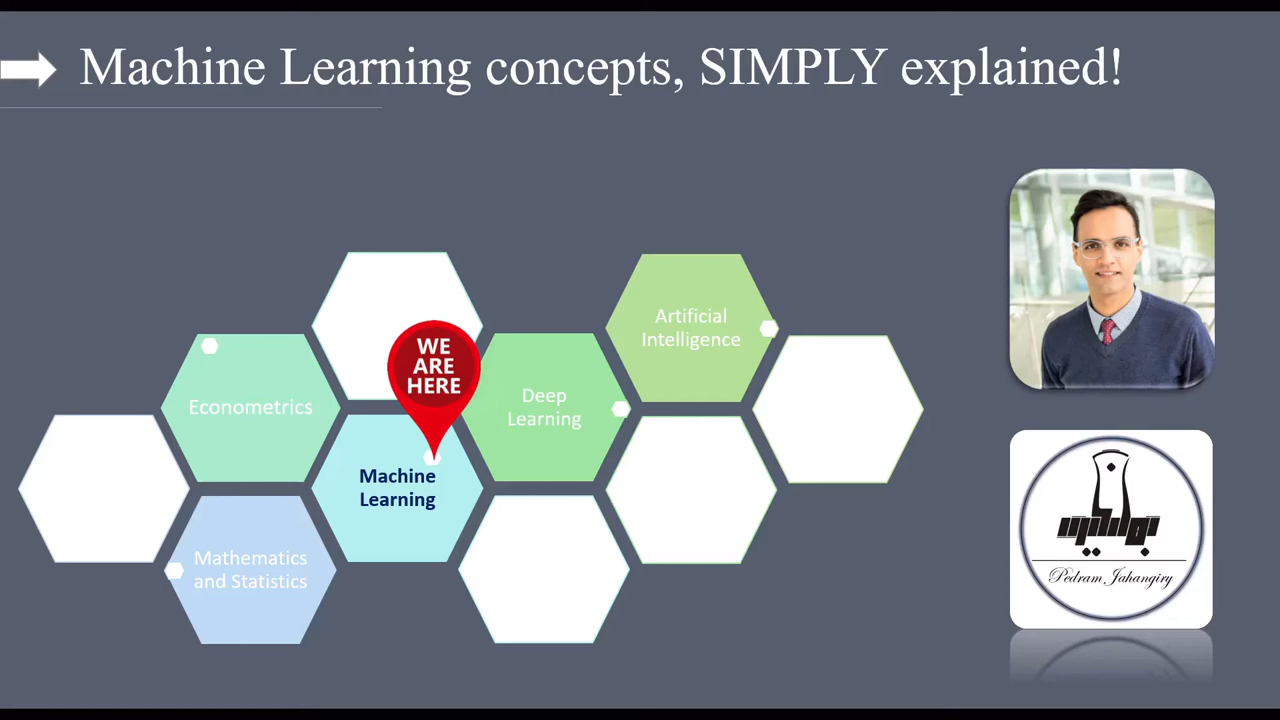 Machine Learning concepts, SIMPLY explained!
WE
ARE
HERE
Artificial
Intelligence
Deep
Learning
Econometrics
Machine
Learning
Mathematics
and Statistics
Pedram Jahangiry